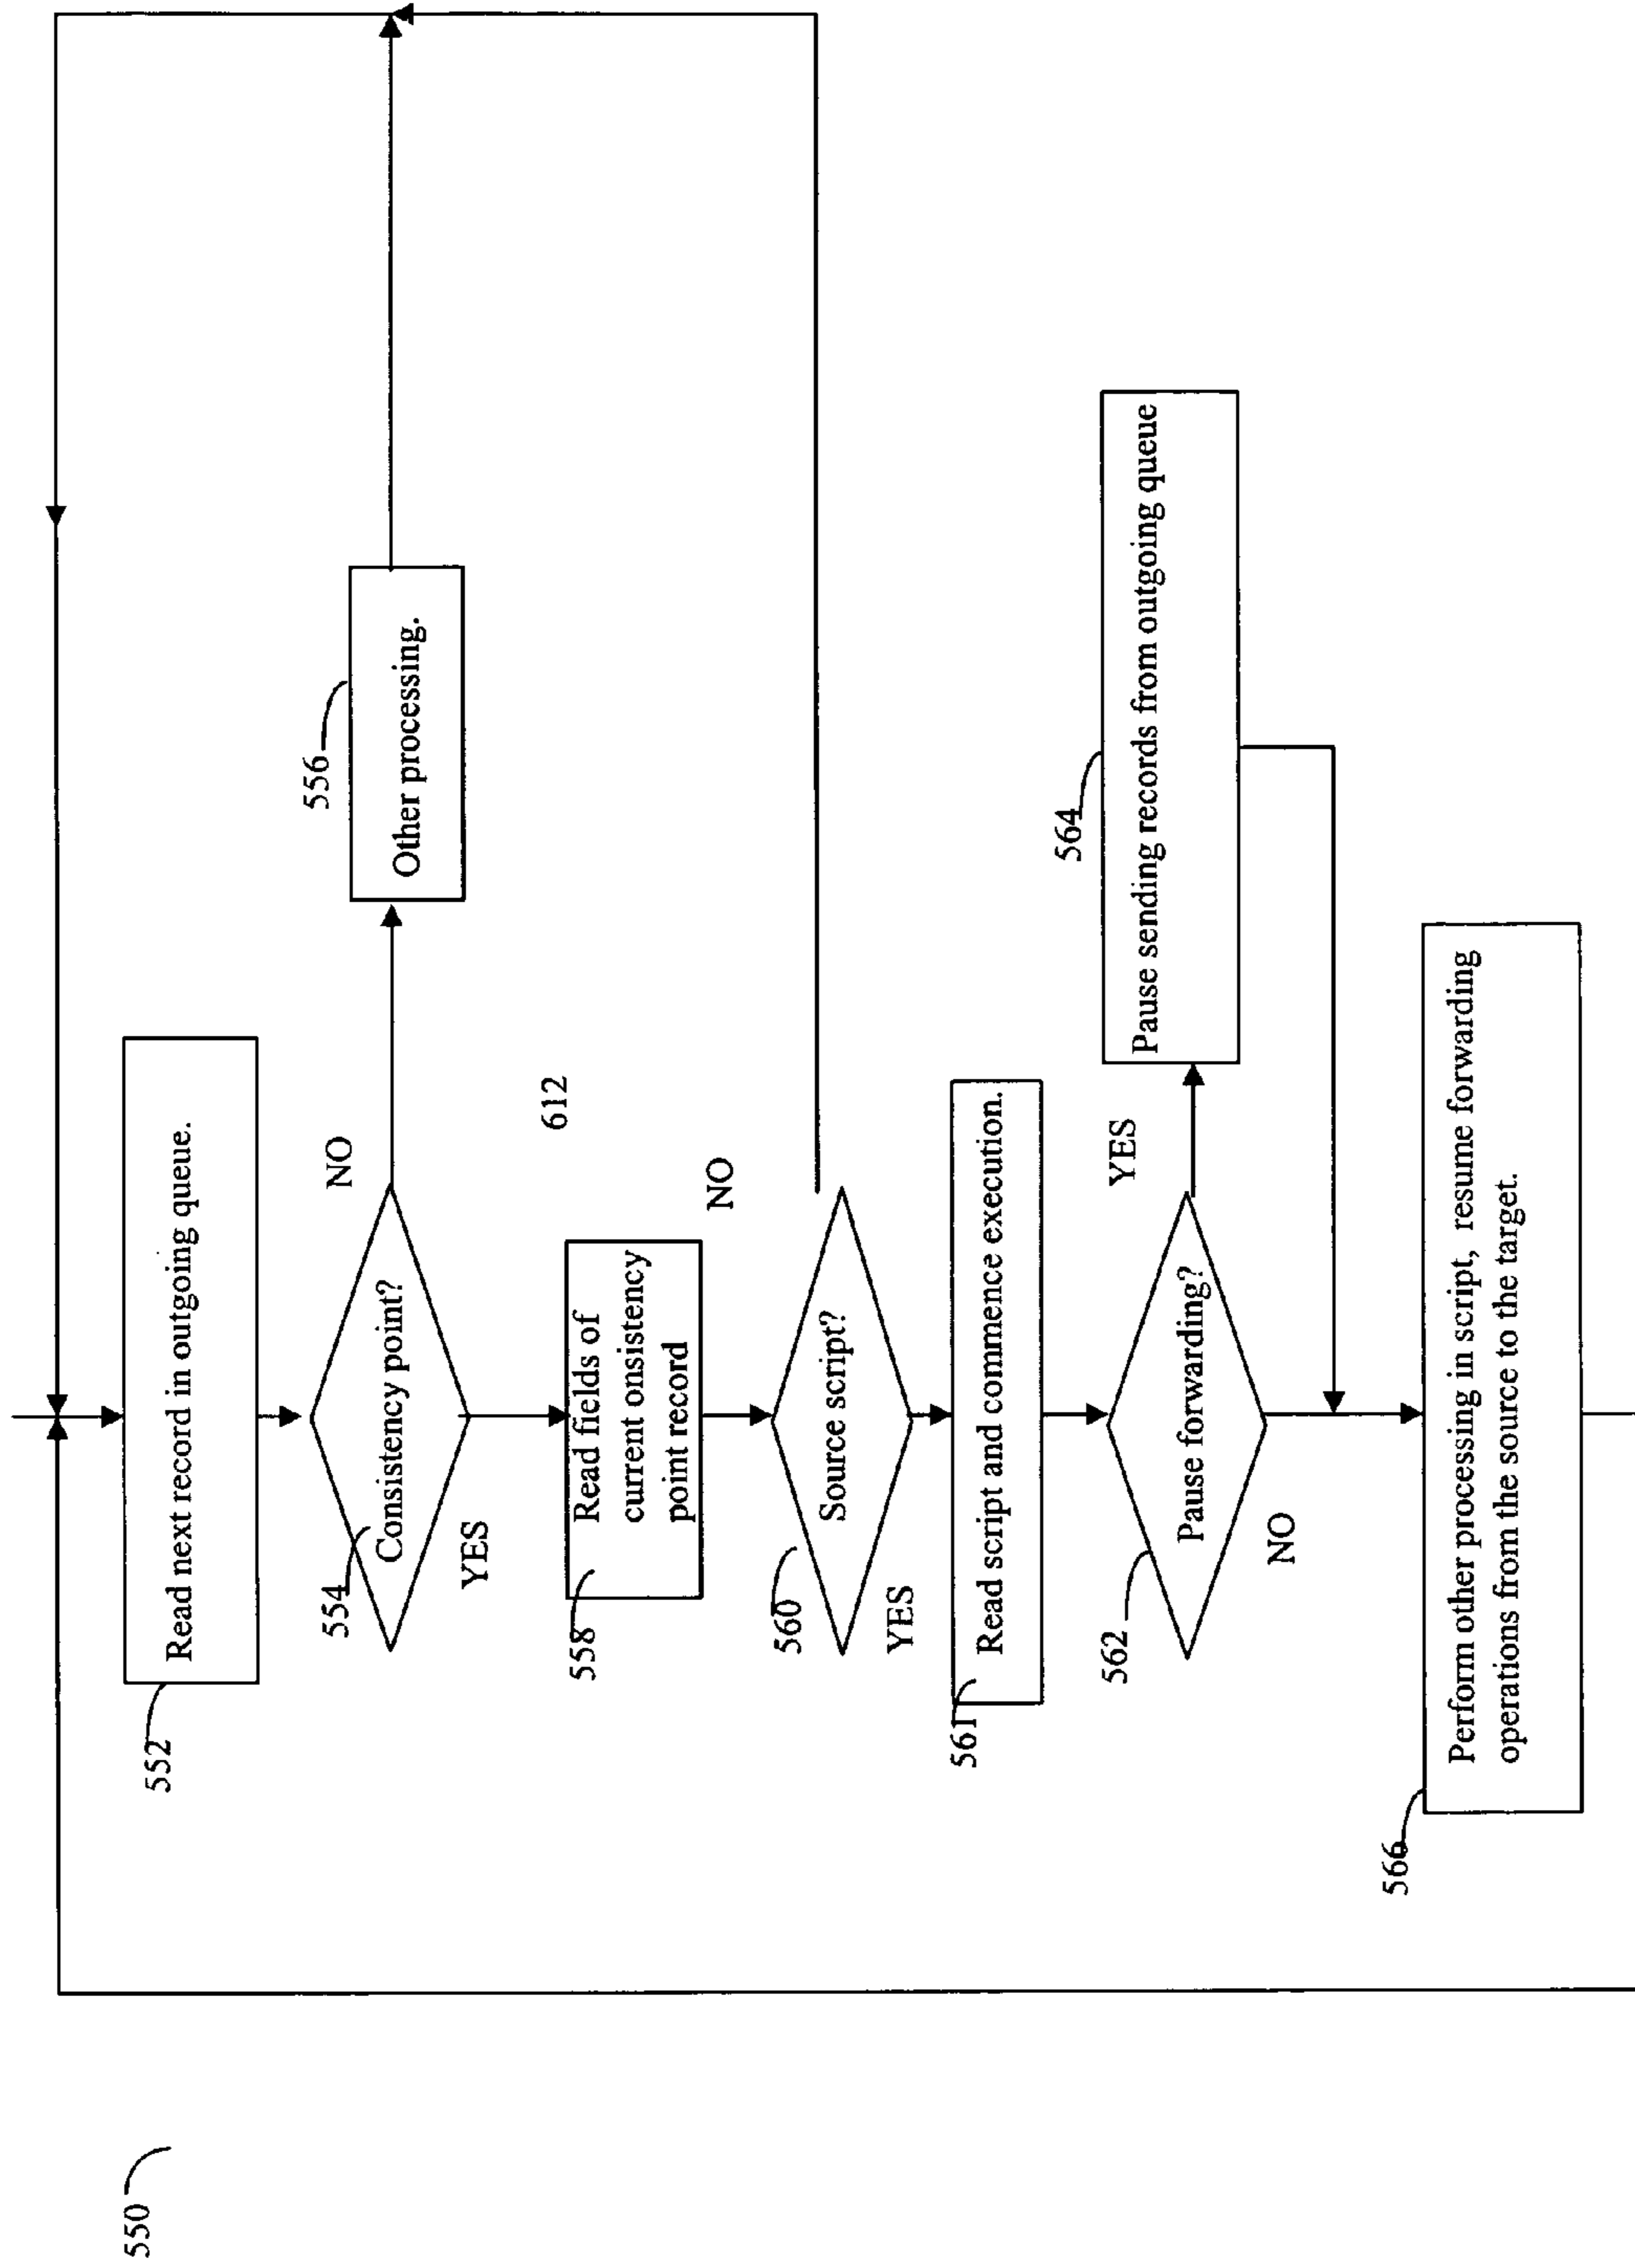 550
552
Read next record in outgoing queue.
554
Consistency point?
NO
556
Other processing.
YES
612
558
Read fields of
current onsistency
point record
560
Source script?
NO
YES
561
Read script and commence execution.
562
Pause forwarding?
YES
564
Pause sending records from outgoing queue
NO
566
Perform other processing in script, resume forwarding
operations from the source to the target.